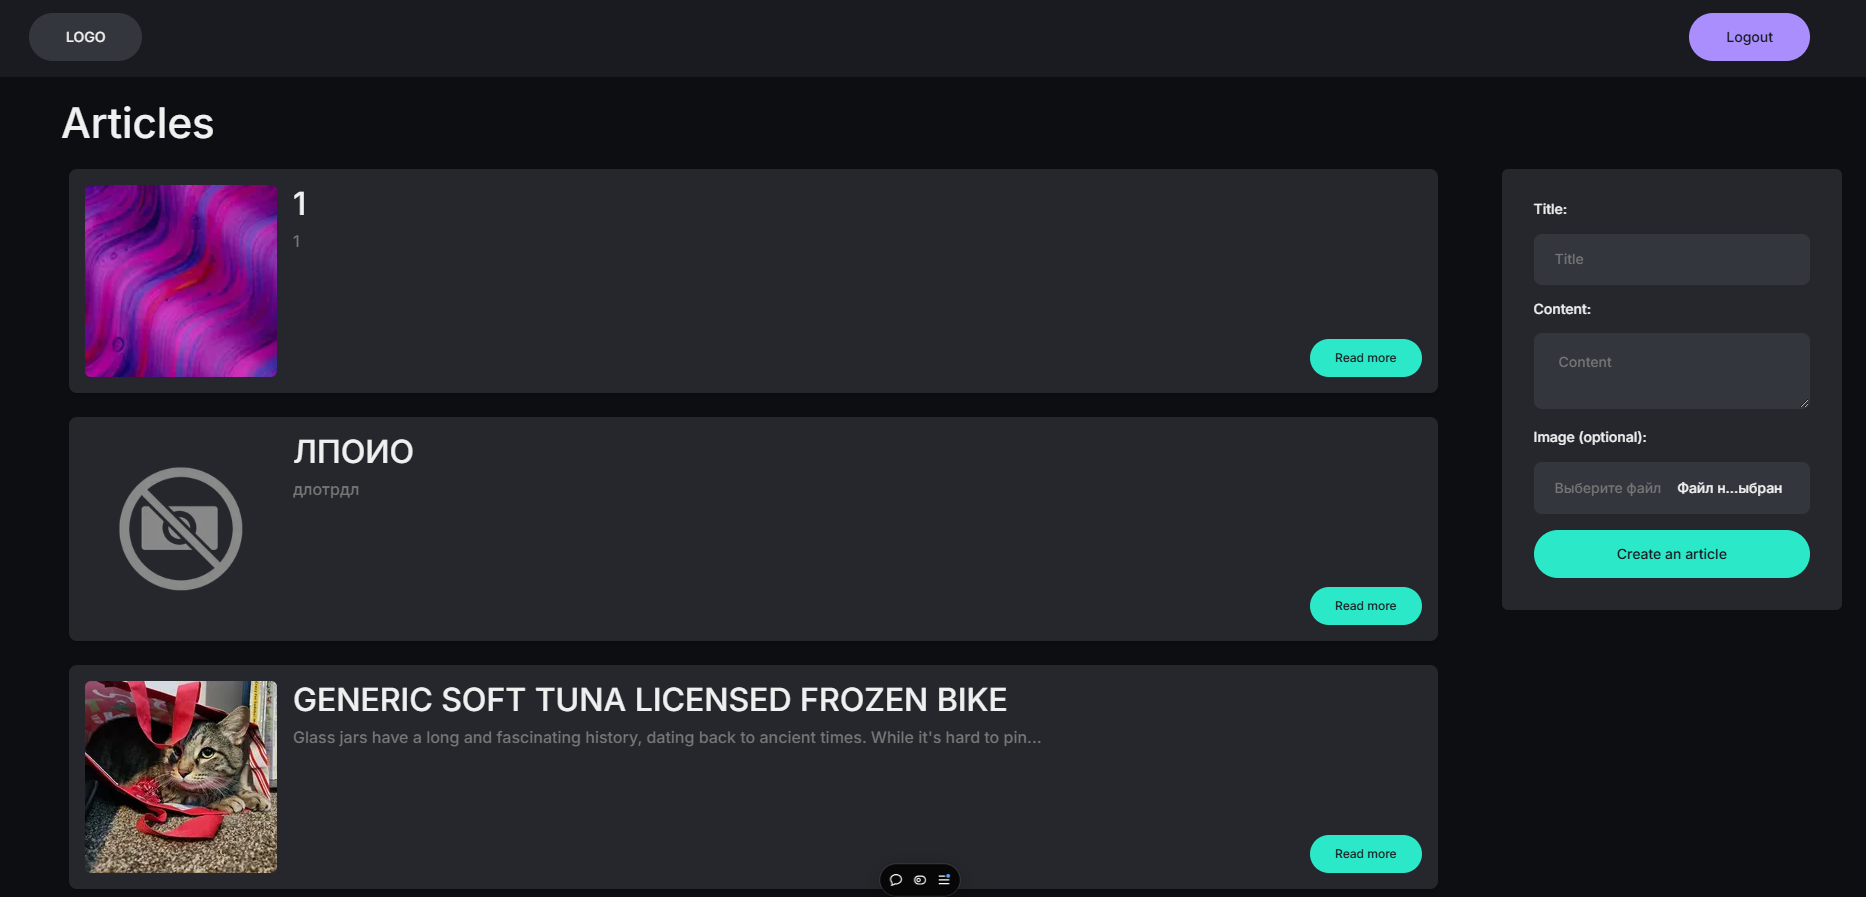 LOGO
Logout
Articles
1
1
Read more
ЛПОИО
длотрдл
Read more
GENERIC SOFT TUNA LICENSED FROZEN BIKE
Glass jars have a long and fascinating history, dating back to ancient times. While it's hard to pin...
Read more
Title:
Title
Content:
Content
Image (optional):
Выберите файл Файл н...ыбран
Create an article